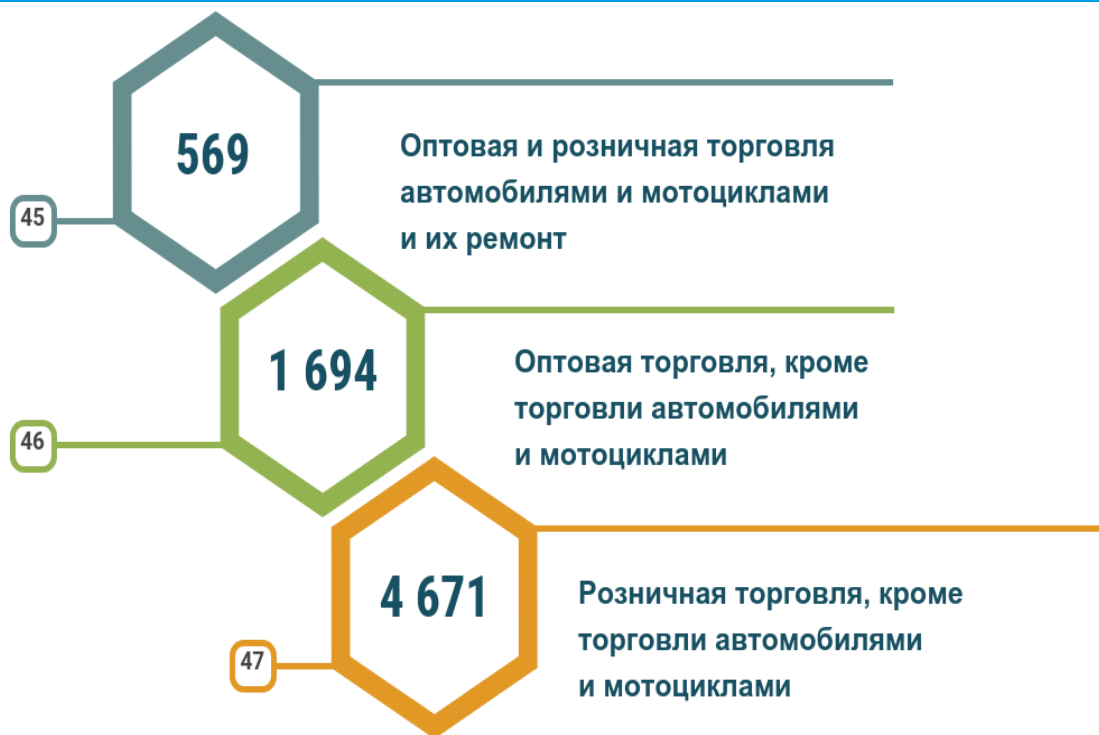 569
45
Оптовая и розничная торговля
автомобилями и мотоциклами
и их ремонт
1 694
46
Оптовая торговля, кроме
торговли автомобилями
и мотоциклами
4 671
47
Розничная торговля, кроме
торговли автомобилями
и мотоциклами